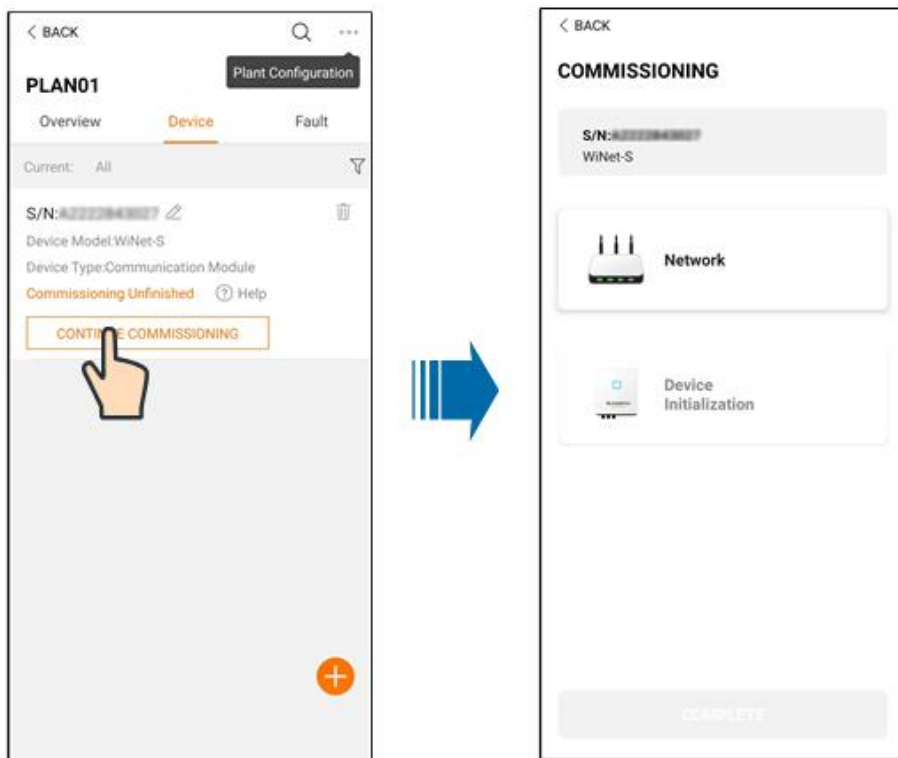 < BACK
Plant Configuration
PLAN01
Overview Device Fault
Current: All
S/N:
Device Model:WiNet-S
Device Type:Communication Module
Commissioning Unfinished ? Help
COMMISSIONING
< BACK
COMMISSIONING
S/N:
WiNet-S
Network
Device
Initialization
COMPLETE